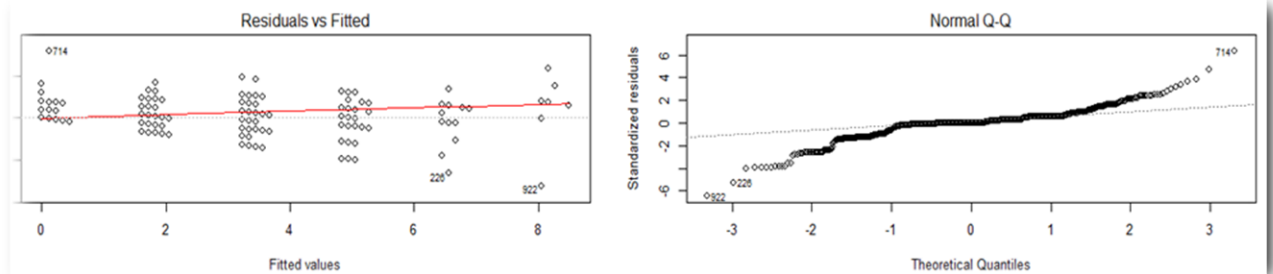 Residuals vs Fitted
714
226
922
0 2 4 6 8
Fitted values
Normal Q-Q
Standardized residuals
6
4
2
0
-2
-6
714
226
922
-3 -2 -1 0 1 2 3
Theoretical Quantiles